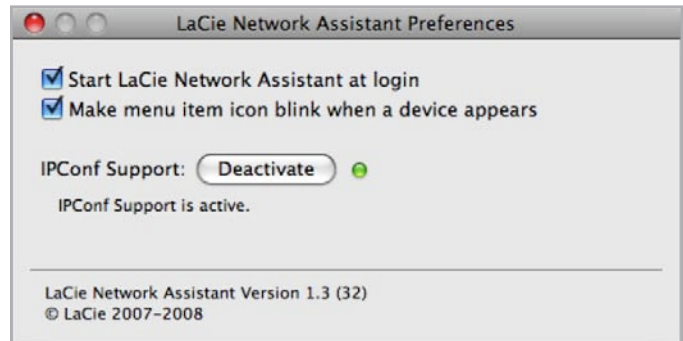 LaCie Network Assistant Preferences
Start LaCie Network Assistant at login
Make menu item icon blink when a device appears
IPConf Support: Deactivate
IPConf Support is active.
LaCie Network Assistant Version 1.3 (32)
© LaCie 2007–2008